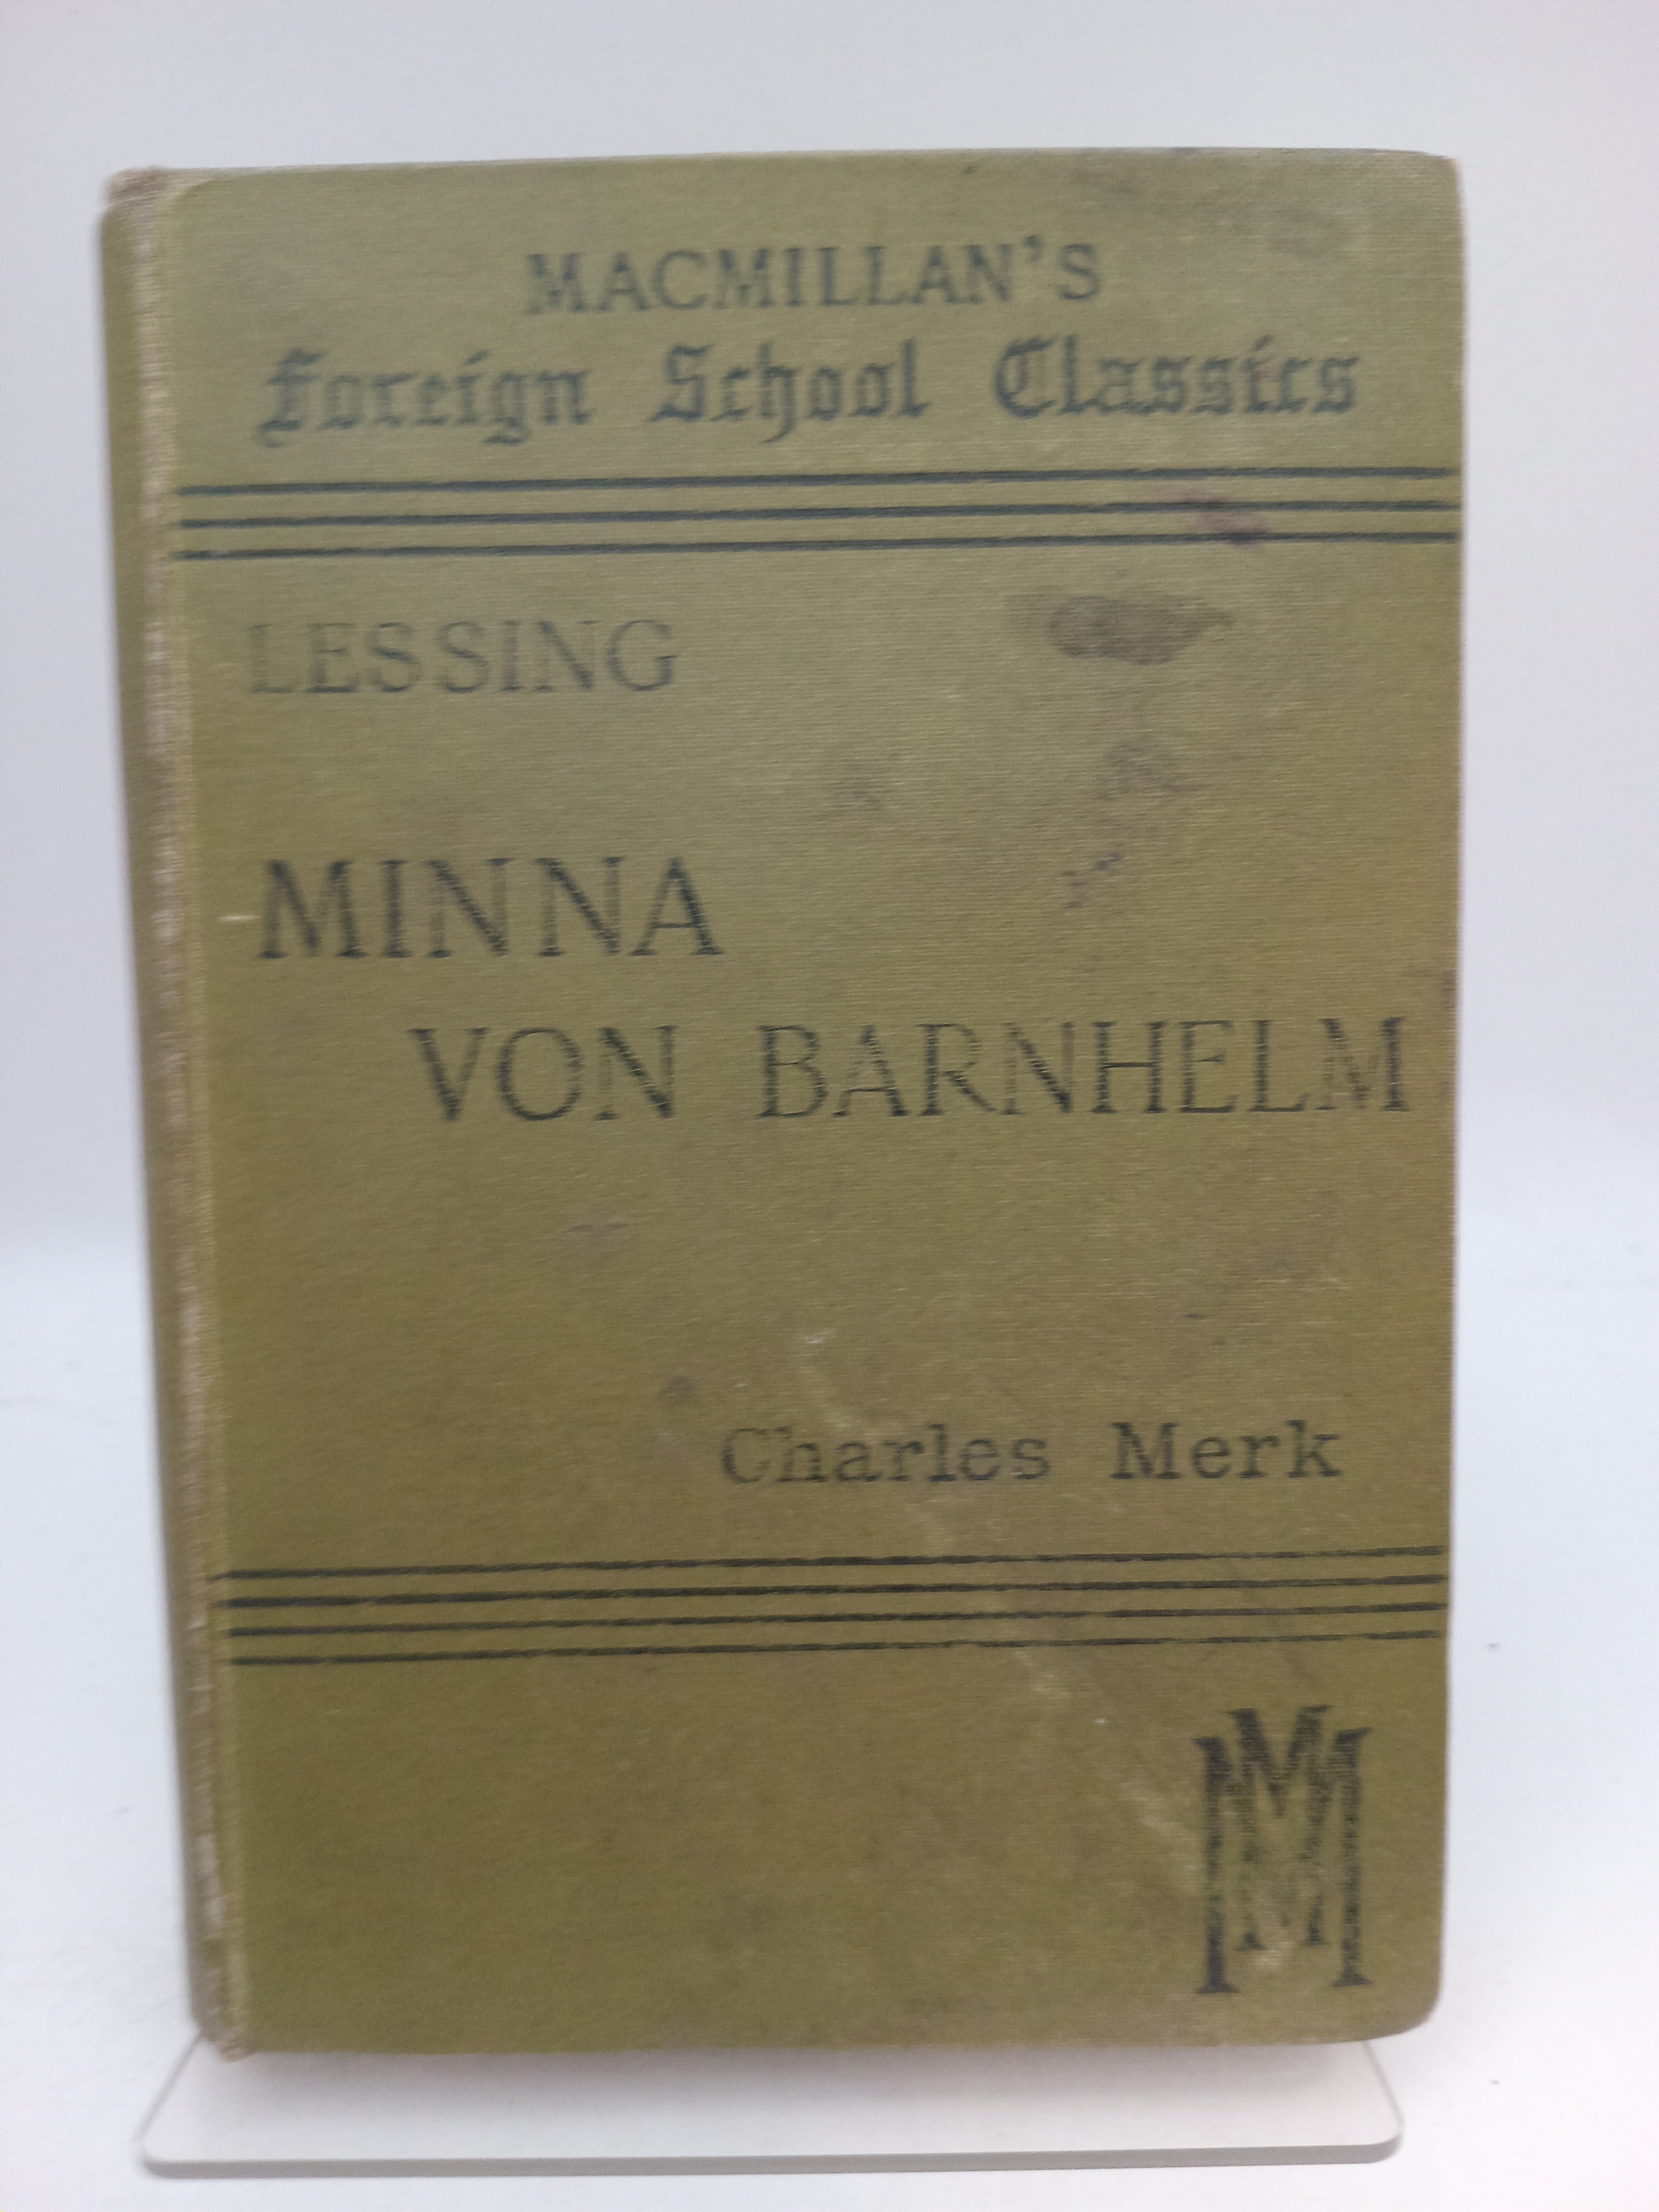 MACMILLAN'S
Foreign School Classics
LESSING
MINNA
VON BARNHELM
Charles Merk
MM